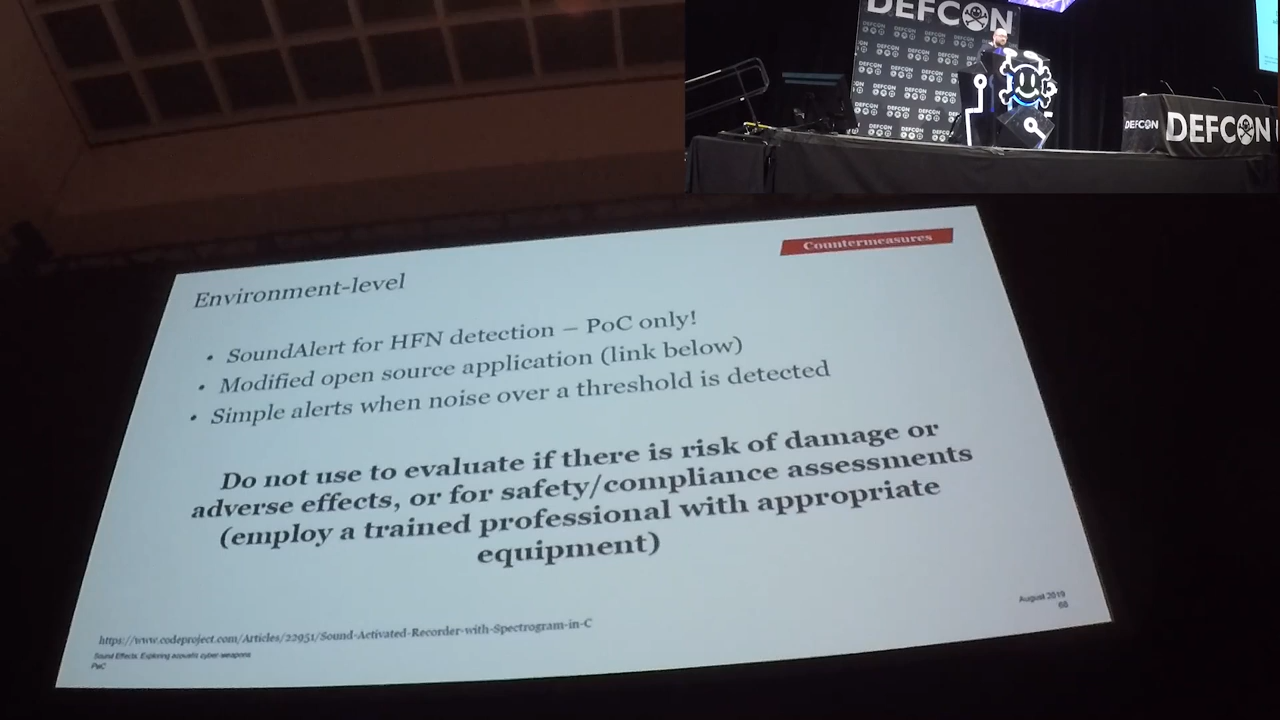 DEFCON
DEFCON
DEFCON
Countermeasures
Environment-level
• SoundAlert for HFN detection – PoC only!
• Modified open source application (link below)
• Simple alerts when noise over a threshold is detected
Do not use to evaluate if there is risk of damage or
adverse effects, or for safety/compliance assessments
(employ a trained professional with appropriate
equipment)
August 2019
68
https://www.codeproject.com/Articles/22951/Sound-Activated-Recorder-with-Spectrogram-in-C
Sound Effects: Exploring acoustic cyber-weapons
PwC